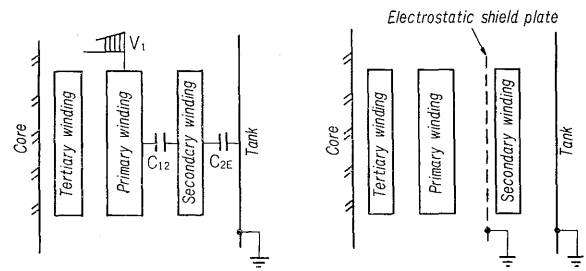 V₁
Core
Tertiary winding
Primary winding
C₁₂
Secondary winding
C₂E
Tank
Electrostatic shield plate
Core
Tertiary winding
Primary winding
Secondary winding
Tank